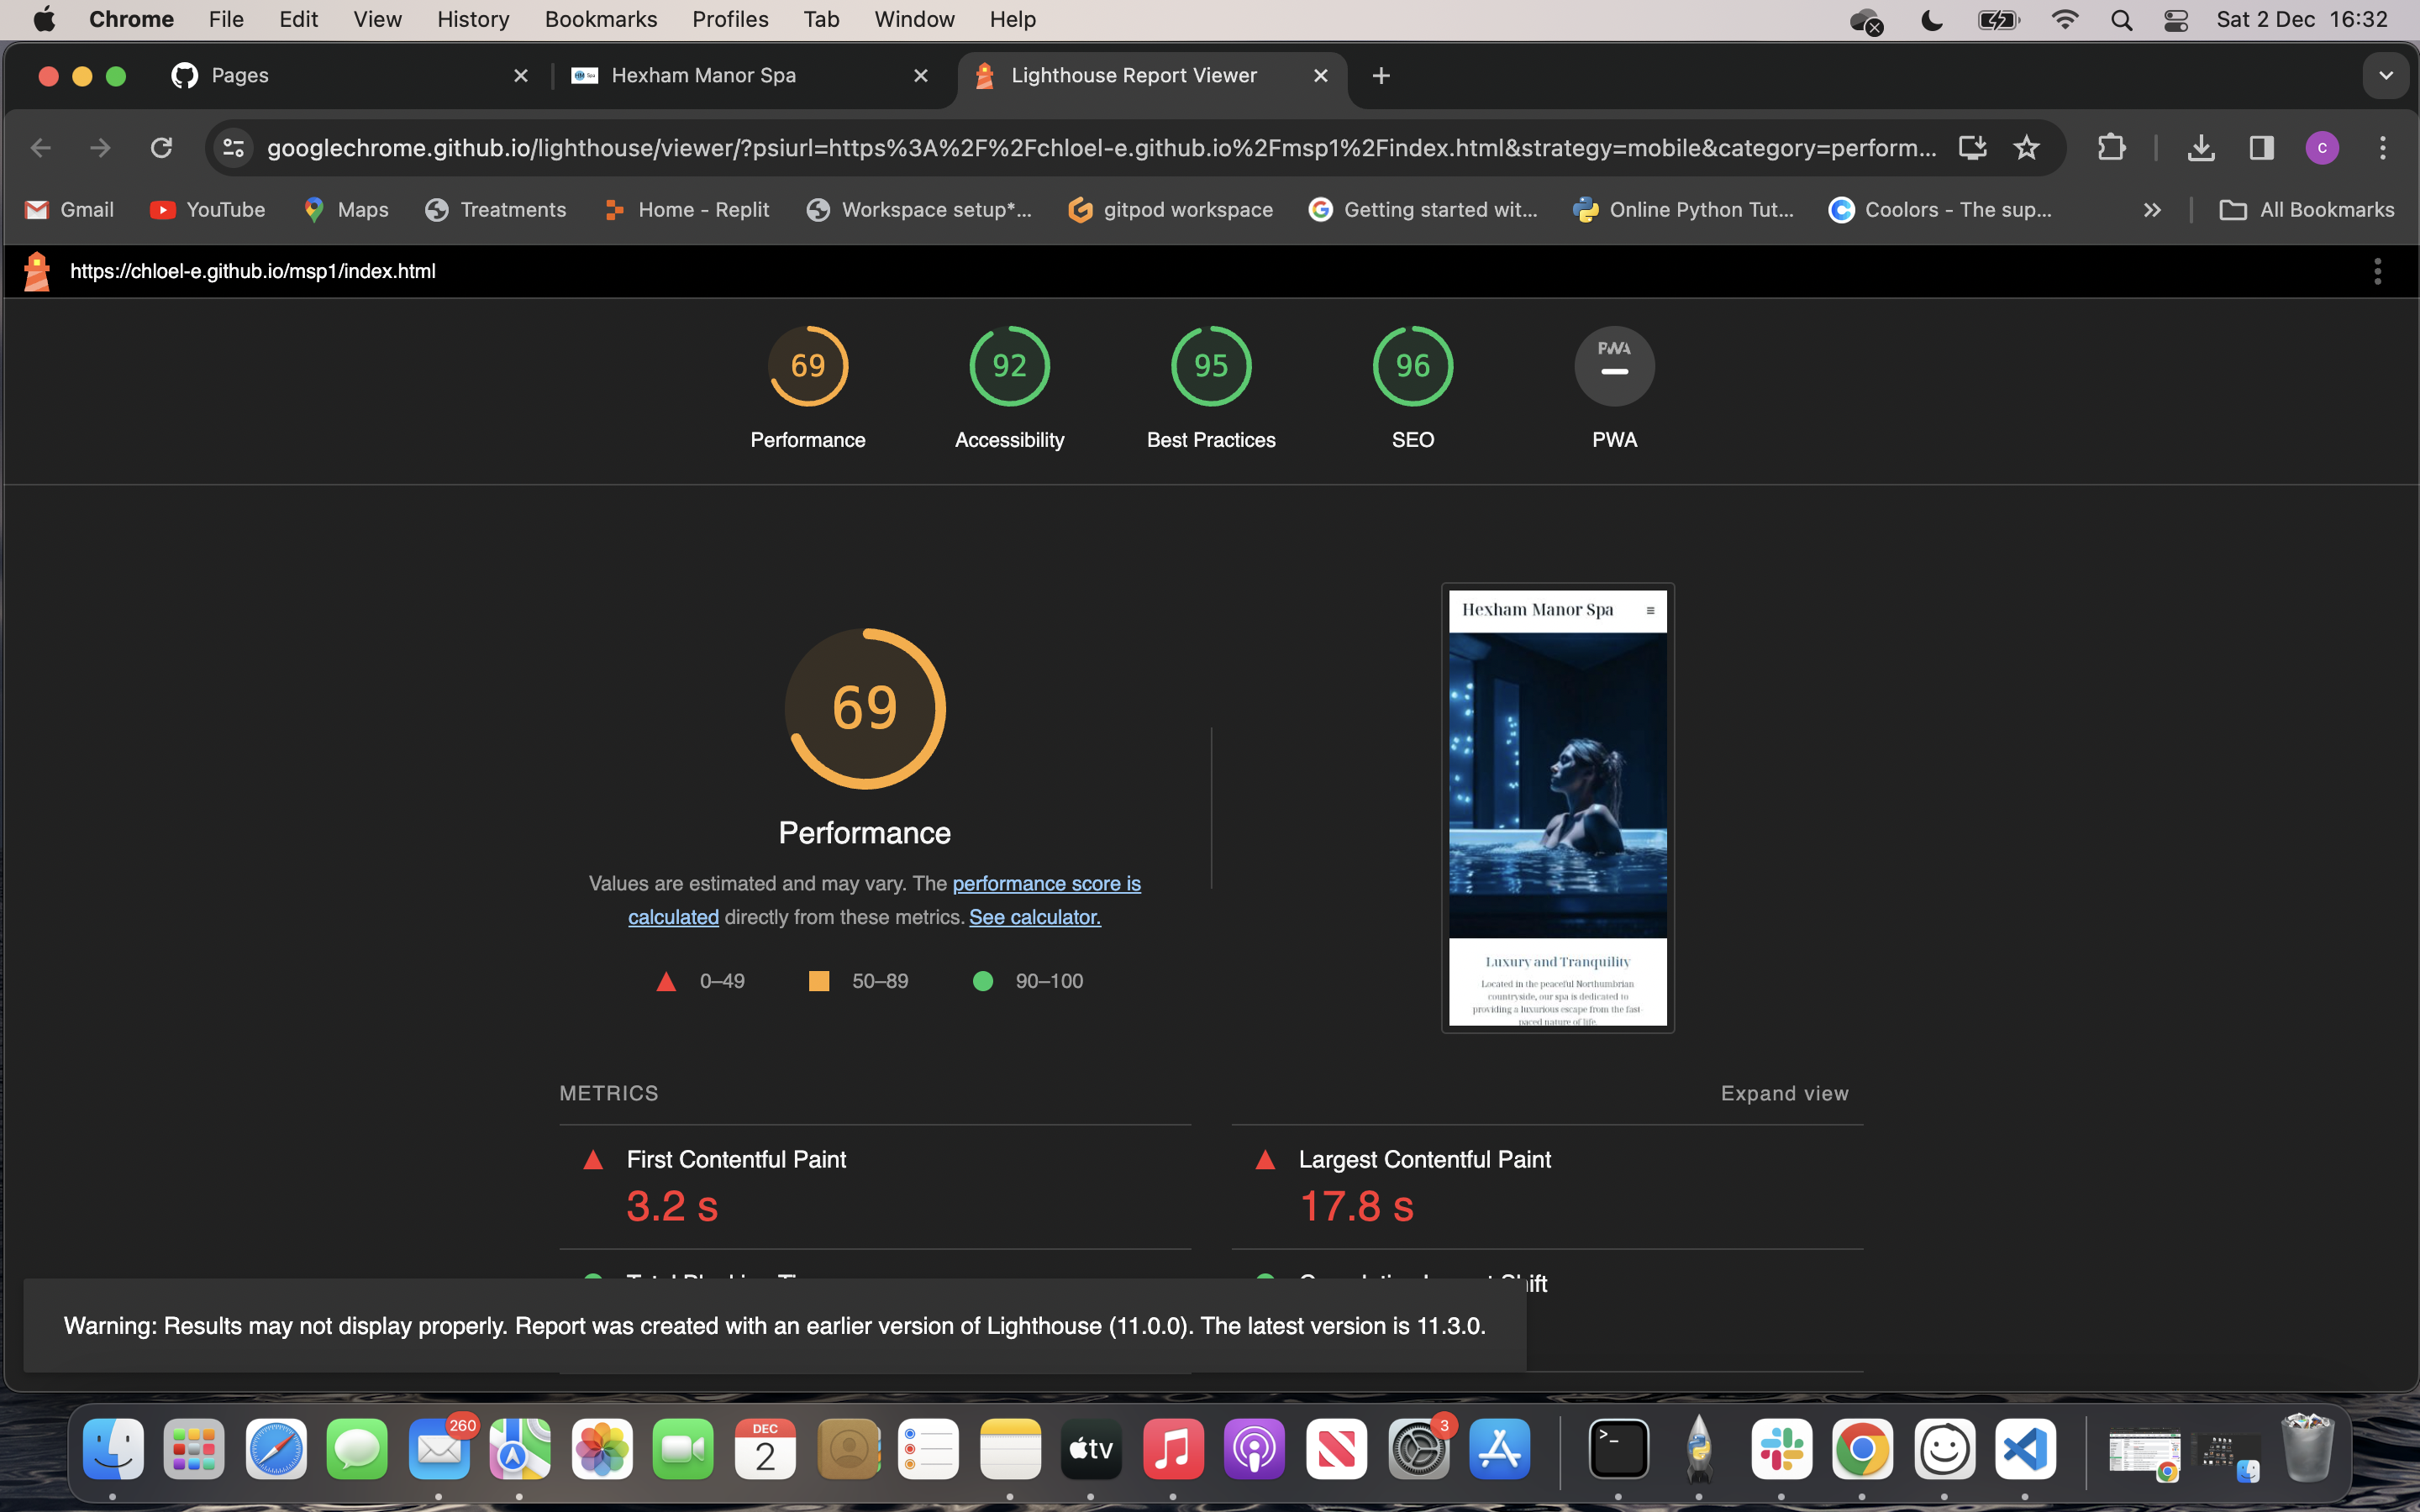 Chrome File Edit View History Bookmarks Profiles Tab Window Help Sat 2 Dec 16:32
Pages Hexham Manor Spa Lighthouse Report Viewer
googlechrome.github.io/lighthouse/viewer/?psiurl=https%3A%2F%2Fchloel-e.github.io%2Fmsp1%2Findex.html&strategy=mobile&category=perform... c
Gmail YouTube Maps Treatments Home - Replit Workspace setup*... gitpod workspace Getting started wit... Online Python Tut... Coolors - The sup... All Bookmarks
https://chloel-e.github.io/msp1/index.html
69 92 95 96 PWA
Performance Accessibility Best Practices SEO PWA
Hexham Manor Spa
69
Performance
Values are estimated and may vary. The performance score is
calculated directly from these metrics. See calculator.
0–49 50–89 90–100
Luxury and Tranquility
Located in the peaceful Northumbrian
countryside, our spa is dedicated to
providing a luxurious escape from the fast-
paced nature of life.
METRICS Expand view
First Contentful Paint Largest Contentful Paint
3.2 s 17.8 s
Warning: Results may not display properly. Report was created with an earlier version of Lighthouse (11.0.0). The latest version is 11.3.0.
260 DEC 3
2 tv